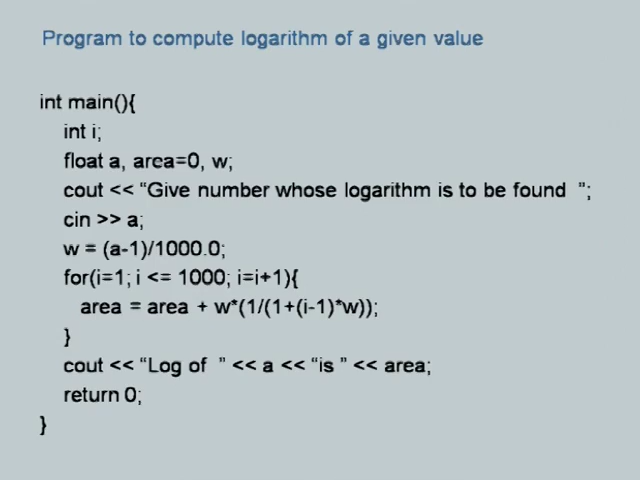 Program to compute logarithm of a given value
int main(){
int i;
float a, area=0, w;
cout << “Give number whose logarithm is to be found ”;
cin >> a;
w = (a-1)/1000.0;
for(i=1; i <= 1000; i=i+1){
area = area + w*(1/(1+(i-1)*w));
}
cout << “Log of ” << a << “is ” << area;
return 0;
}